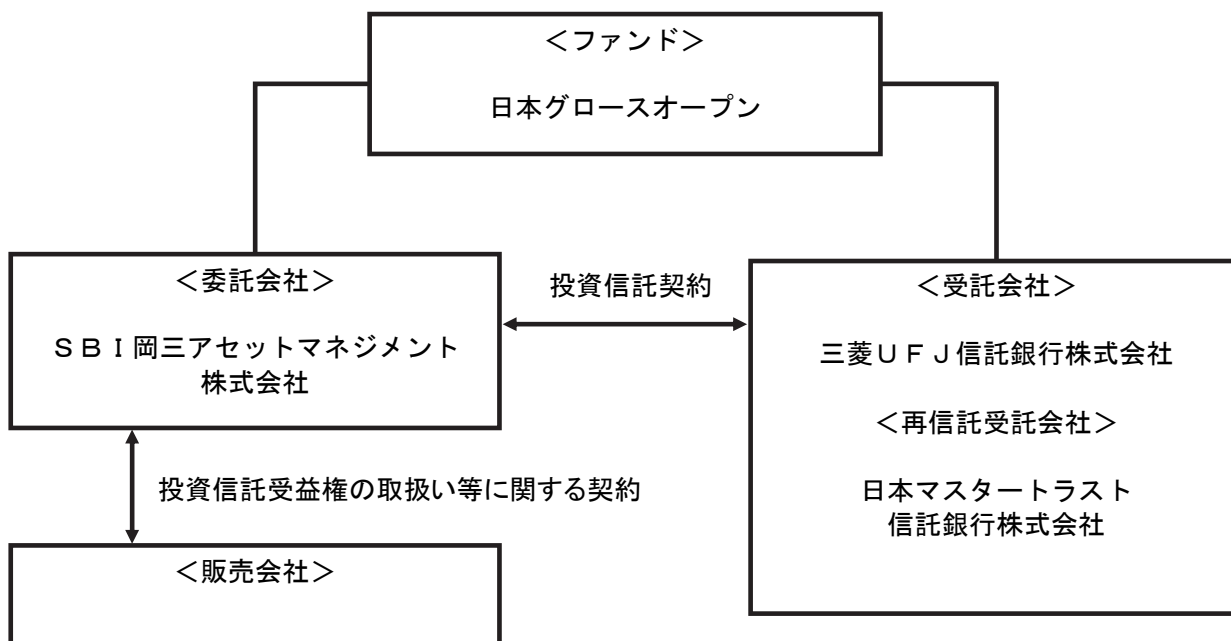 ＜ファンド＞
日本グロースオープン
＜委託会社＞
ＳＢＩ岡三アセットマネジメント
株式会社
投資信託契約
＜受託会社＞
三菱ＵＦＪ信託銀行株式会社
＜再信託受託会社＞
日本マスタートラスト
信託銀行株式会社
投資信託受益権の取扱い等に関する契約
＜販売会社＞